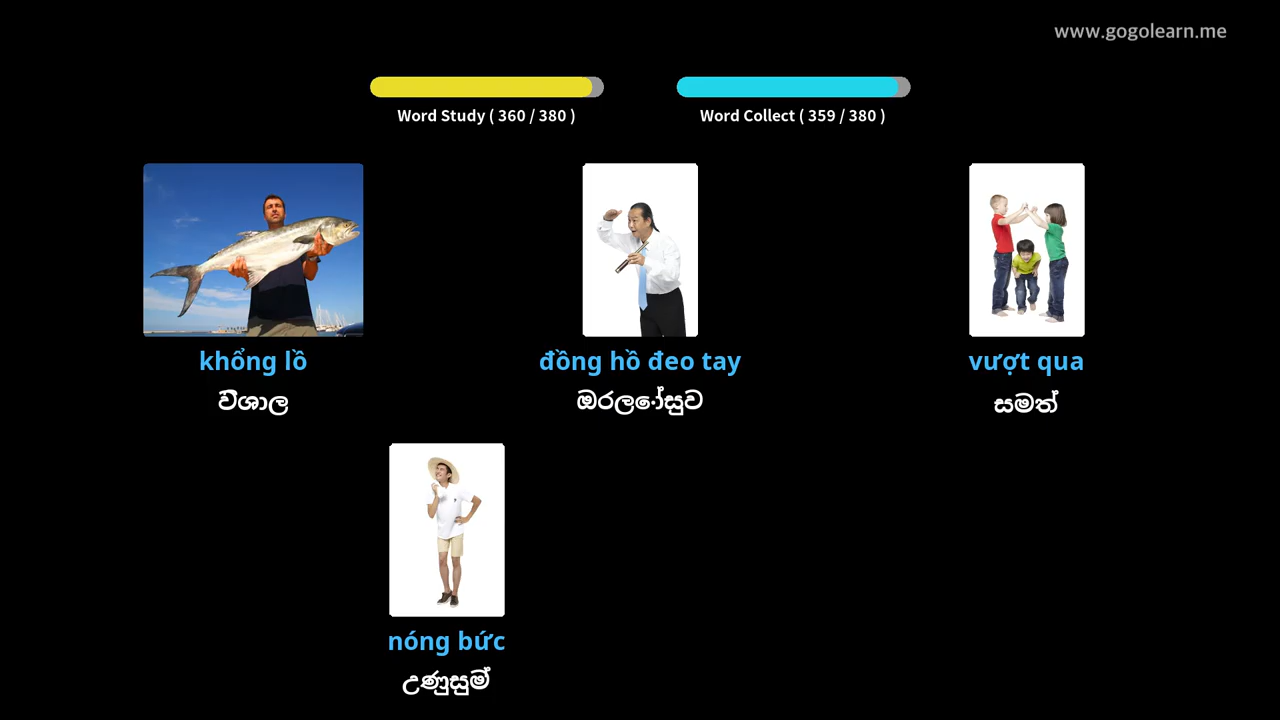 www.gogolearn.me
Word Study ( 360 / 380 )
Word Collect ( 359 / 380 )
khổng lồ
đồng hồ đeo tay
vượt qua
විශාල
ඔරලෝසුව
සමත්
nóng bức
උණුසුම්